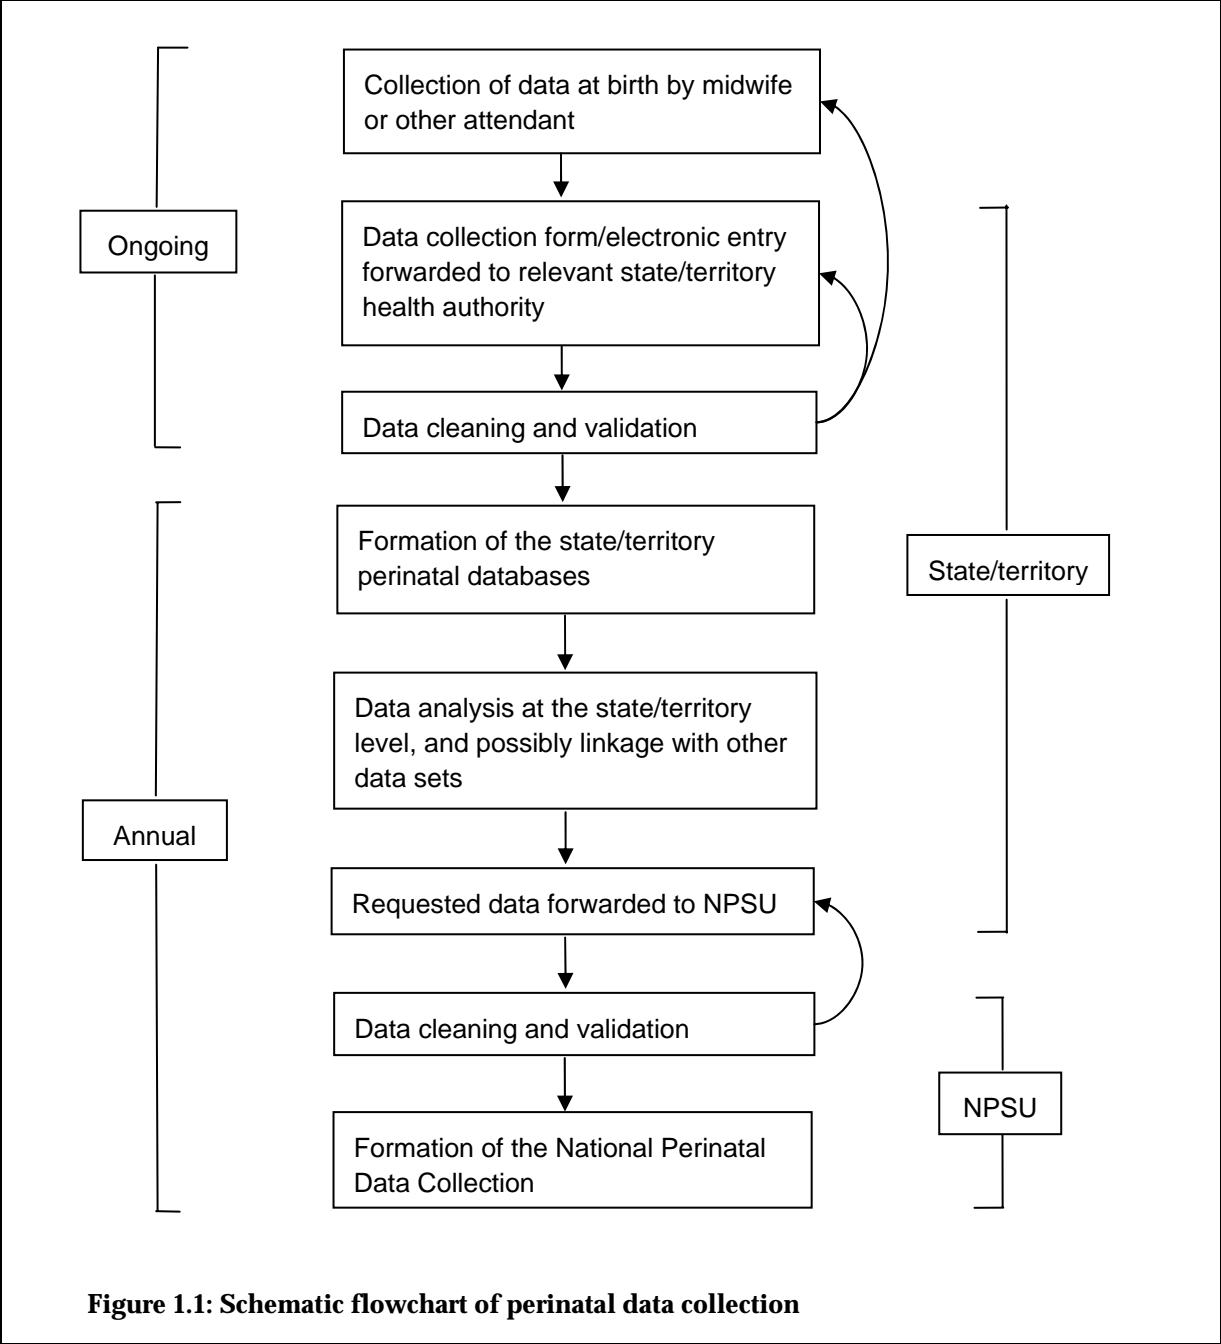 Collection of data at birth by midwife
or other attendant
Ongoing
Data collection form/electronic entry
forwarded to relevant state/territory
health authority
Data cleaning and validation
Formation of the state/territory
perinatal databases
State/territory
Data analysis at the state/territory
level, and possibly linkage with other
data sets
Annual
Requested data forwarded to NPSU
Data cleaning and validation
NPSU
Formation of the National Perinatal
Data Collection
Figure 1.1: Schematic flowchart of perinatal data collection